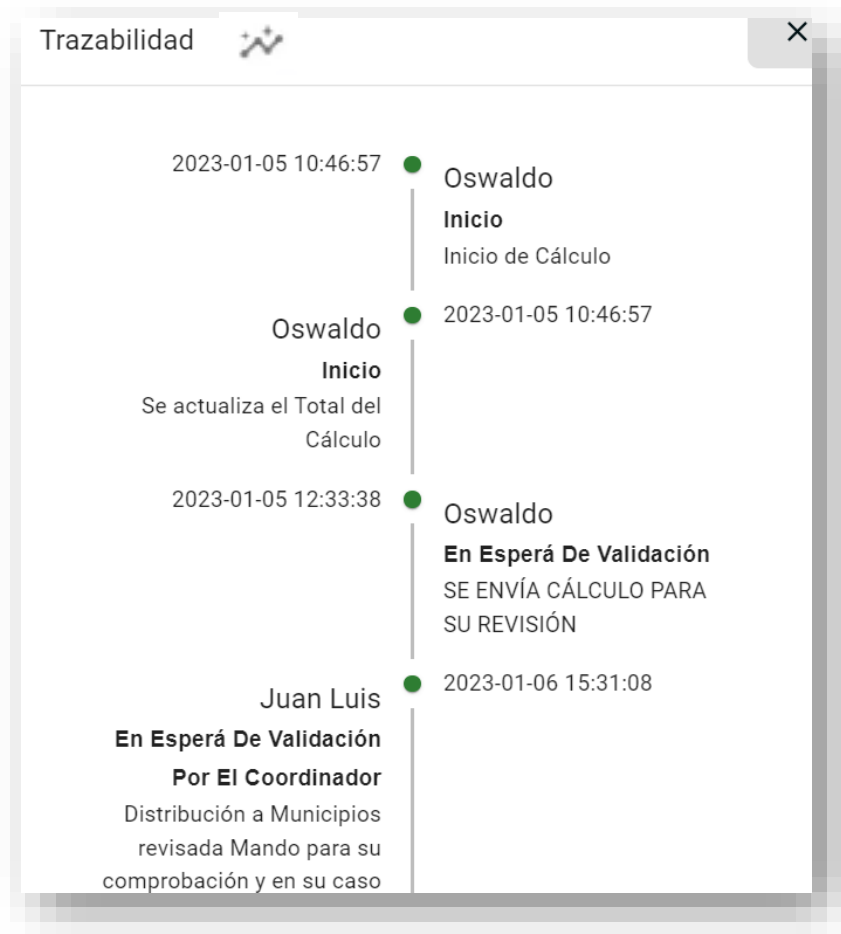 Trazabilidad
2023-01-05 10:46:57
Oswaldo
Inicio
Inicio de Cálculo
2023-01-05 10:46:57
Oswaldo
Inicio
Se actualiza el Total del
Cálculo
2023-01-05 12:33:38
Oswaldo
En Esperá De Validación
SE ENVÍA CÁLCULO PARA
SU REVISIÓN
2023-01-06 15:31:08
Juan Luis
En Esperá De Validación
Por El Coordinador
Distribución a Municipios
revisada Mando para su
comprobación y en su caso